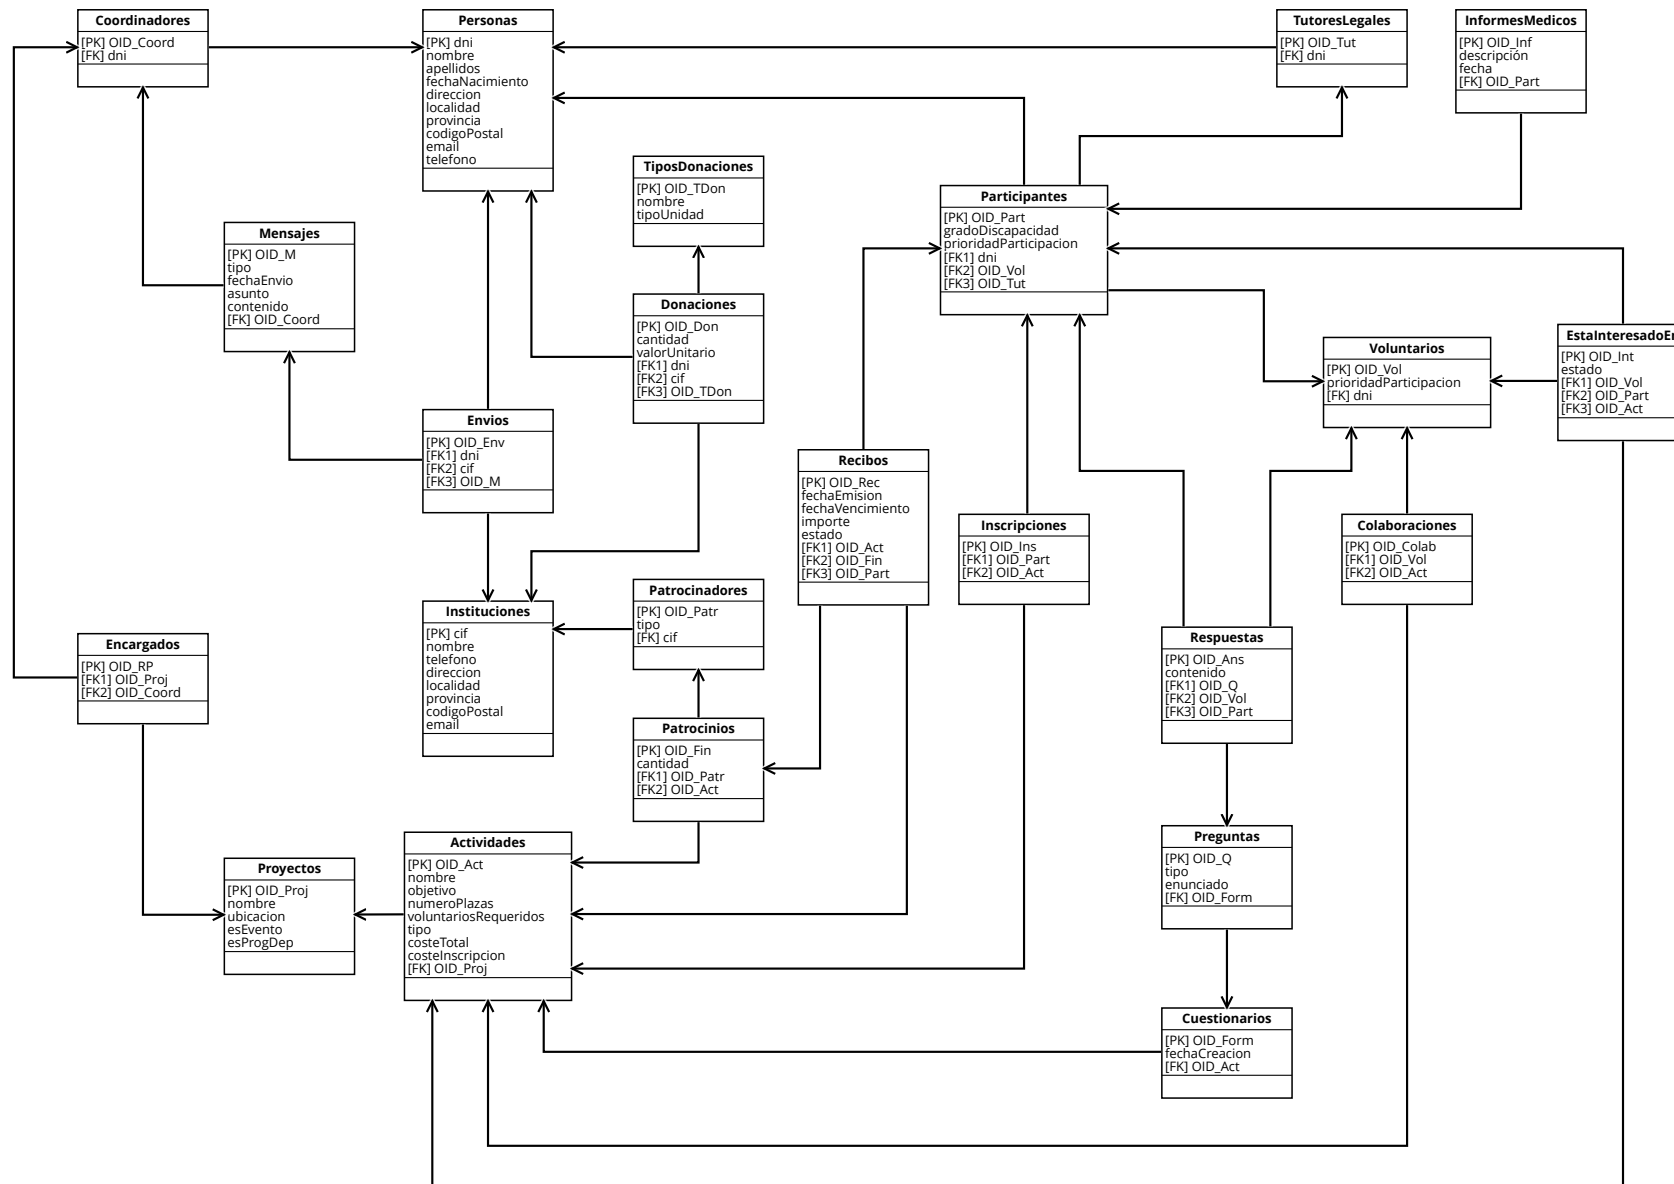 Coordinadores
[PK] OID_Coord
[FK] dni
Personas
[PK] dni
nombre
apellidos
fechaNacimiento
direccion
localidad
provincia
codigoPostal
email
telefono
TutoresLegales
[PK] OID_Tut
[FK] dni
InformesMedicos
[PK] OID_Inf
descripción
fecha
[FK] OID_Part
TiposDonaciones
[PK] OID_TDon
nombre
tipoUnidad
Participantes
[PK] OID_Part
gradoDiscapacidad
prioridadParticipacion
[FK1] dni
[FK2] OID_Vol
[FK3] OID_Tut
Mensajes
[PK] OID_M
tipo
fechaEnvio
asunto
contenido
[FK] OID_Coord
Donaciones
[PK] OID_Don
cantidad
valorUnitario
[FK1] dni
[FK2] cif
[FK3] OID_TDon
Voluntarios
[PK] OID_Vol
prioridadParticipacion
[FK] dni
EstaInteresadoEn
[PK] OID_Int
estado
[FK1] OID_Vol
[FK2] OID_Part
[FK3] OID_Act
Envios
[PK] OID_Env
[FK1] dni
[FK2] cif
[FK3] OID_M
Recibos
[PK] OID_Rec
fechaEmision
fechaVencimiento
importe
estado
[FK1] OID_Act
[FK2] OID_Fin
[FK3] OID_Part
Inscripciones
[PK] OID_Ins
[FK1] OID_Part
[FK2] OID_Act
Colaboraciones
[PK] OID_Colab
[FK1] OID_Vol
[FK2] OID_Act
Instituciones
[PK] cif
nombre
telefono
direccion
localidad
provincia
codigoPostal
email
Patrocinadores
[PK] OID_Patr
tipo
[FK] cif
Encargados
[PK] OID_RP
[FK1] OID_Proj
[FK2] OID_Coord
Respuestas
[PK] OID_Ans
contenido
[FK1] OID_Q
[FK2] OID_Vol
[FK3] OID_Part
Patrocinios
[PK] OID_Fin
cantidad
[FK1] OID_Patr
[FK2] OID_Act
Proyectos
[PK] OID_Proj
nombre
ubicacion
esEvento
esProgDep
Actividades
[PK] OID_Act
nombre
objetivo
numeroPlazas
voluntariosRequeridos
tipo
costeTotal
costeInscripcion
[FK] OID_Proj
Preguntas
[PK] OID_Q
tipo
enunciado
[FK] OID_Form
Cuestionarios
[PK] OID_Form
fechaCreacion
[FK] OID_Act